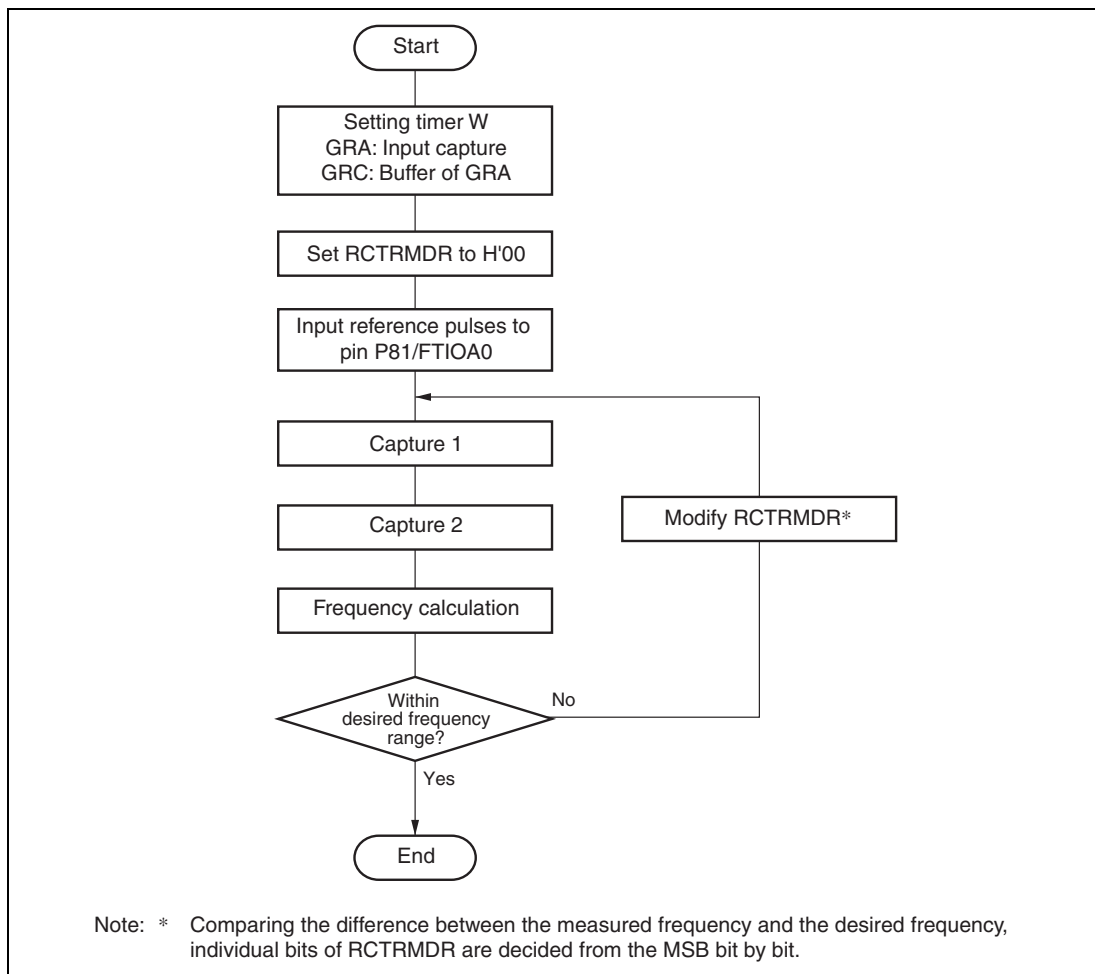 Start
Setting timer W
GRA: Input capture
GRC: Buffer of GRA
Set RCTRMDR to H'00
Input reference pulses to
pin P81/FTIOA0
Capture 1
Modify RCTRMDR*
Capture 2
Frequency calculation
Within
desired frequency
range?
No
Yes
End
Note: * Comparing the difference between the measured frequency and the desired frequency,
individual bits of RCTRMDR are decided from the MSB bit by bit.